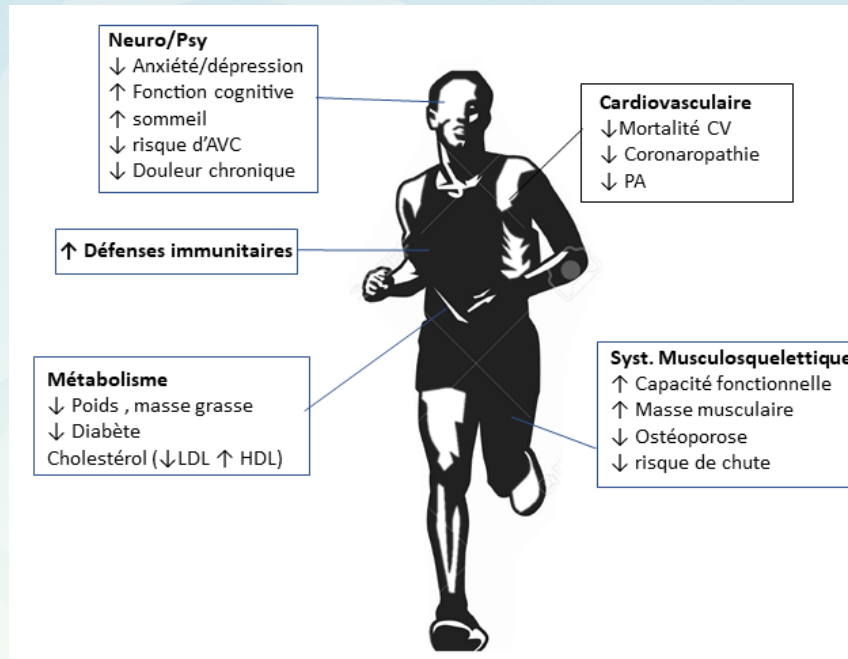 Neuro/Psy
↓ Anxiété/dépression
↑ Fonction cognitive
↑ sommeil
↓ risque d’AVC
↓ Douleur chronique
Cardiovasculaire
↓Mortalité CV
↓ Coronaropathie
↓ PA
↑ Défenses immunitaires
Métabolisme
↓ Poids , masse grasse
↓ Diabète
Cholestérol (↓LDL ↑ HDL)
Syst. Musculosquelettique
↑ Capacité fonctionnelle
↑ Masse musculaire
↓ Ostéoporose
↓ risque de chute